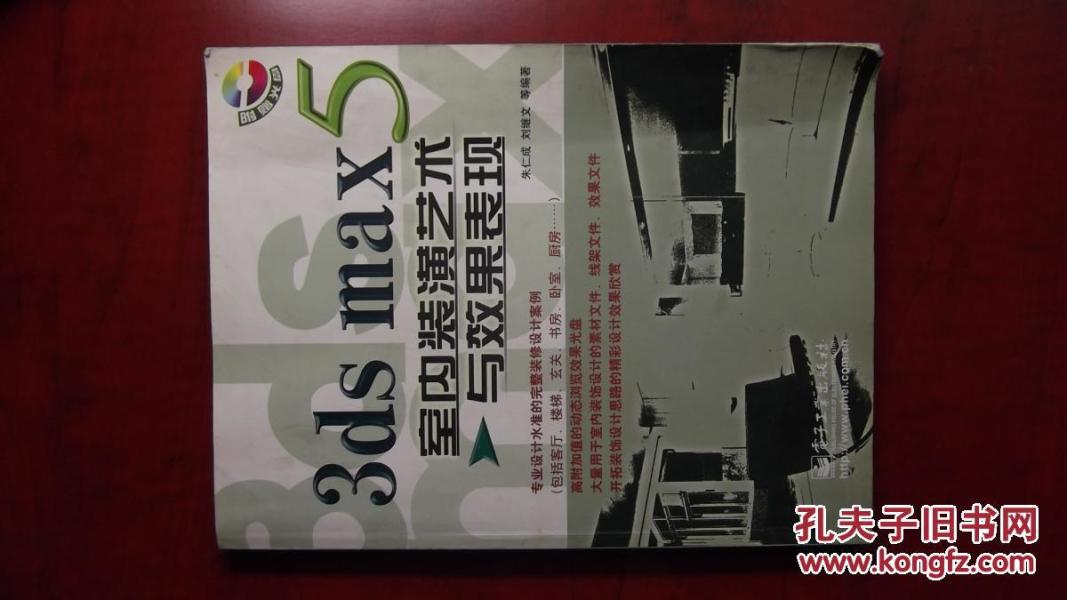 附赠光盘
3ds max 5
室内装潢艺术
与效果表现
朱仁成 刘继文 等编著
专业设计水准的完整装修设计案例
(包括客厅、楼梯、玄关、书房、卧室、厨房……)
高附加值的动态浏览效果光盘
大量用于室内装饰设计的素材文件、线架文件、效果文件
开拓装饰设计思路的精彩设计效果欣赏
電子工業出版社
http://www.phei.com.cn
孔夫子旧书网
www.kongfz.com